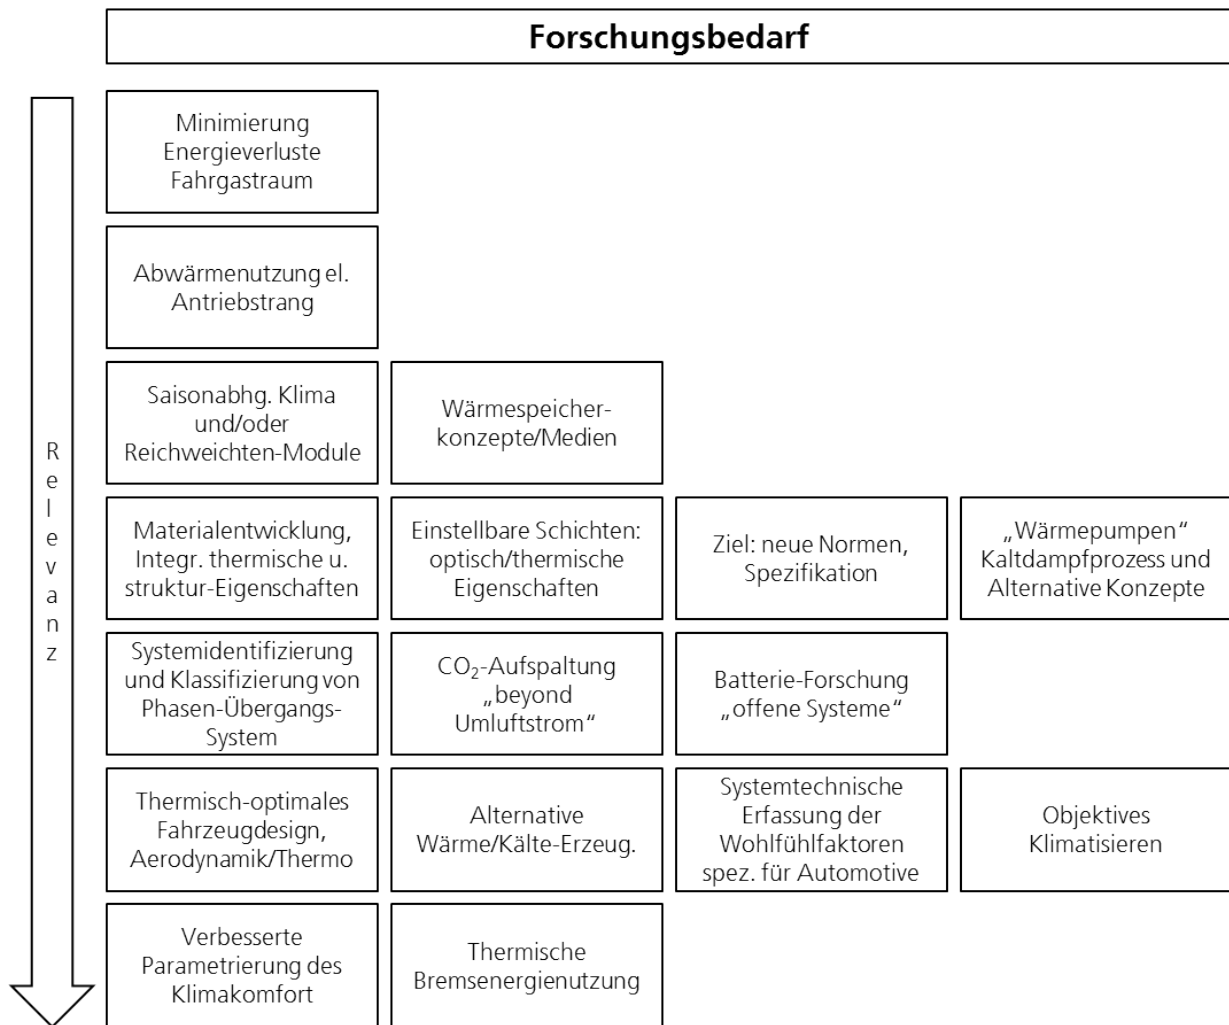 Forschungsbedarf
Relevanz
Minimierung
Energieverluste
Fahrgastraum
Abwärmenutzung el.
Antriebstrang
Saisonabhg. Klima
und/oder
Reichweichten-Module
Wärmespeicher-
konzepte/Medien
Materialentwicklung,
Integr. thermische u.
struktur-Eigenschaften
Einstellbare Schichten:
optisch/thermische
Eigenschaften
Ziel: neue Normen,
Spezifikation
„Wärmepumpen“
Kaltdampfprozess und
Alternative Konzepte
Systemidentifizierung
und Klassifizierung von
Phasen-Übergangs-
System
CO₂-Aufspaltung
„beyond
Umluftstrom“
Batterie-Forschung
„offene Systeme“
Thermisch-optimales
Fahrzeugdesign,
Aerodynamik/Thermo
Alternative
Wärme/Kälte-Erzeug.
Systemtechnische
Erfassung der
Wohlfühlfaktoren
spez. für Automotive
Objektives
Klimatisieren
Verbesserte
Parametrierung des
Klimakomfort
Thermische
Bremsenergienutzung